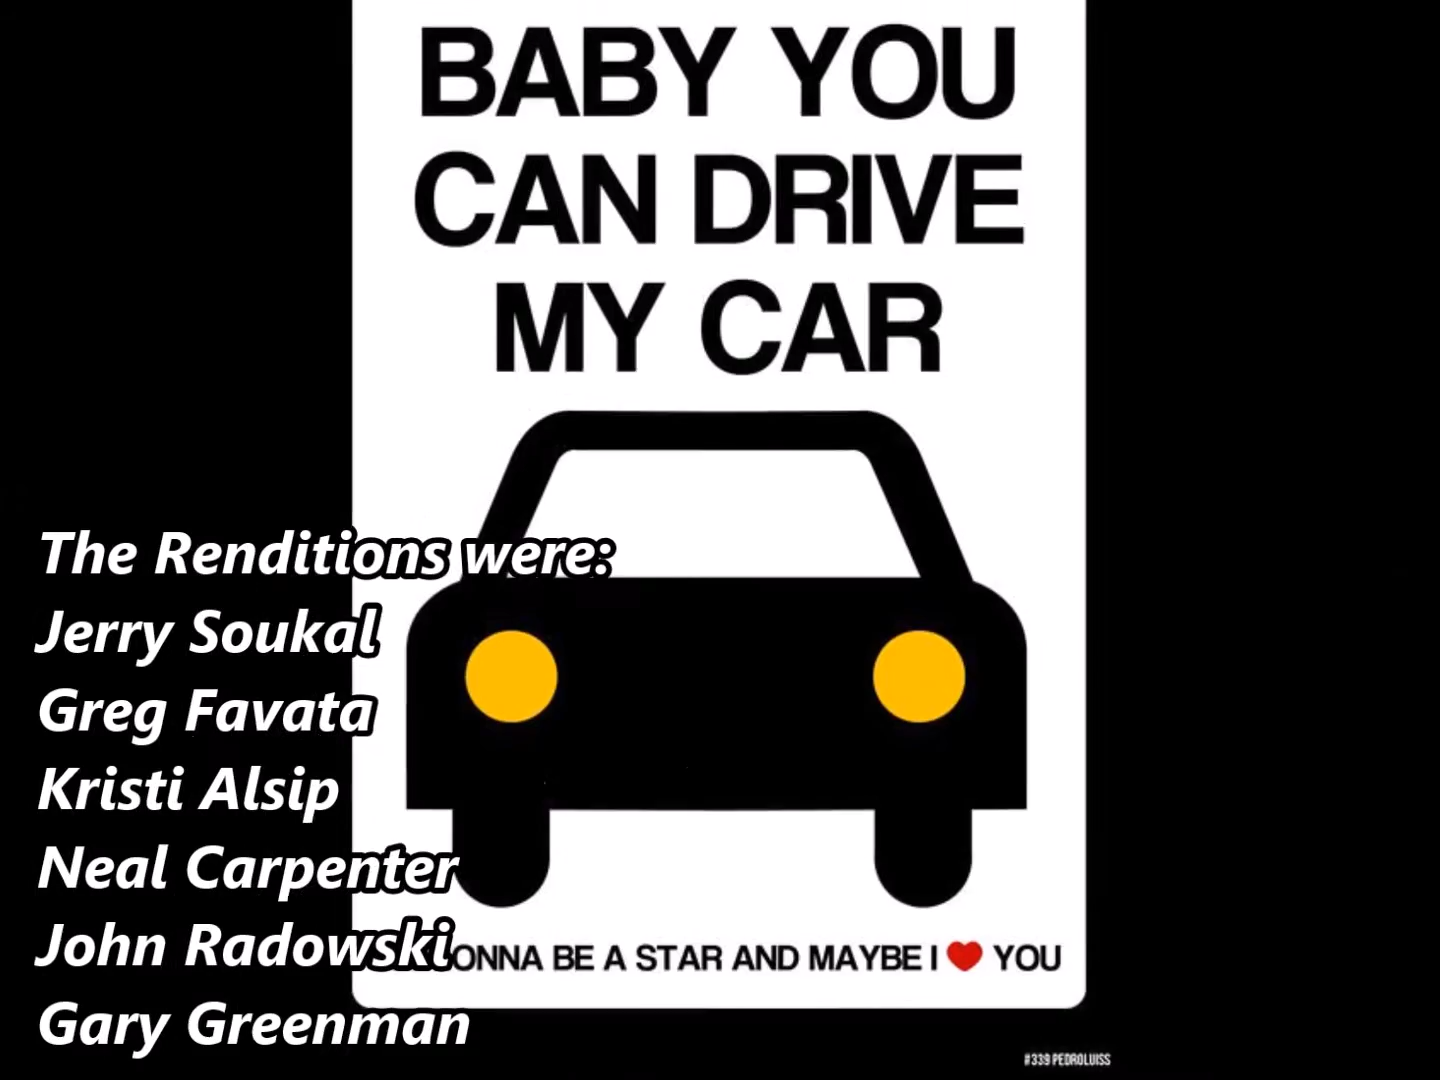 BABY YOU
CAN DRIVE
MY CAR
The Renditions were:
Jerry Soukal
Greg Favata
Kristi Alsip
Neal Carpenter
John Radowski
Gary Greenman
BE A STAR AND MAYBE I ❤ YOU
#339 PEDROLUISS